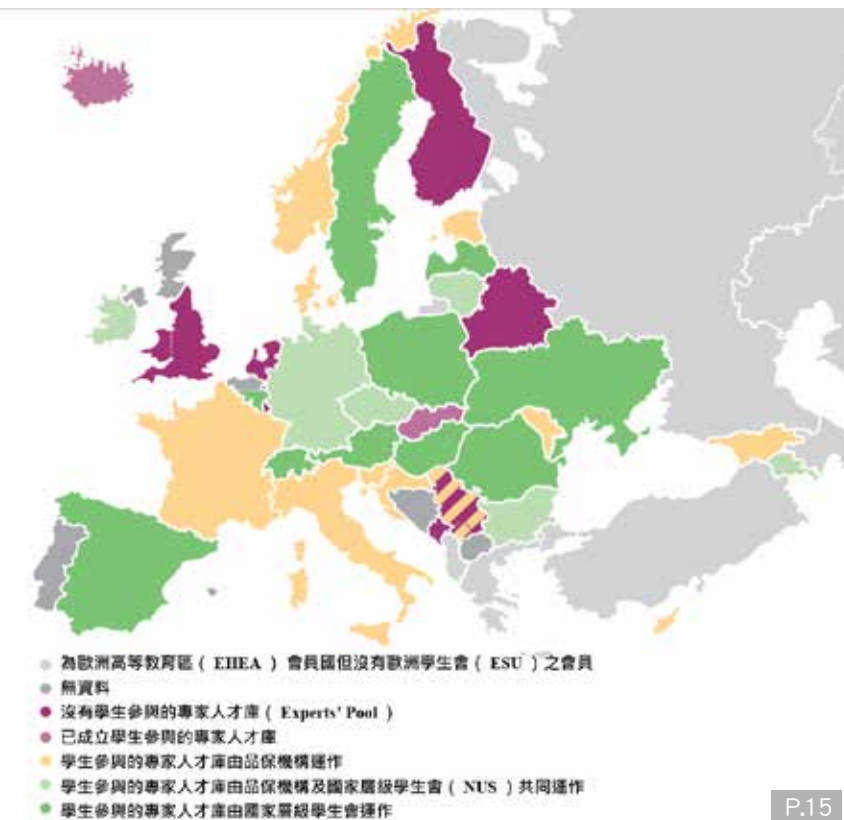 為歐洲高等教育區（ EHEA ） 會員國但沒有歐洲學生會（ ESU ）之會員
無資料
沒有學生參與的專家人才庫（ Experts' Pool ）
已成立學生參與的專家人才庫
學生參與的專家人才庫由品保機構運作
學生參與的專家人才庫由品保機構及國家層級學生會（ NUS ）共同運作
學生參與的專家人才庫由國家層級學生會運作
P.15